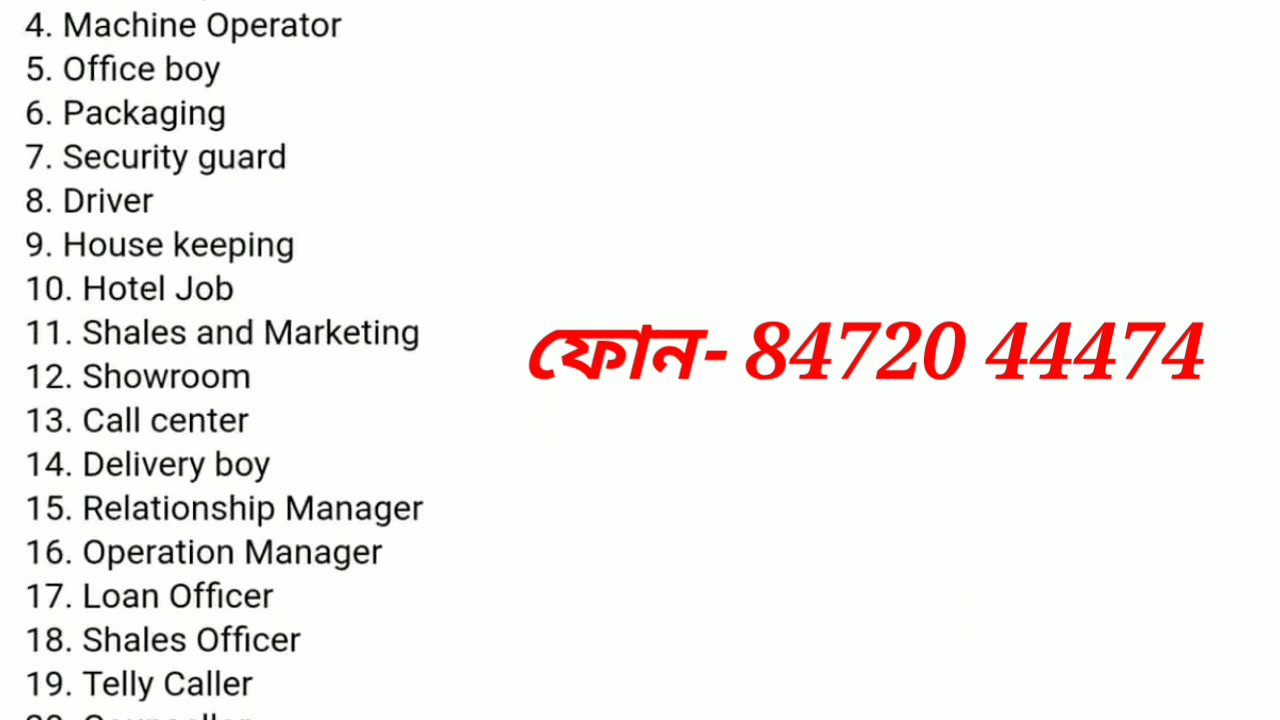 4. Machine Operator
5. Office boy
6. Packaging
7. Security guard
8. Driver
9. House keeping
10. Hotel Job
11. Shales and Marketing
ফোন- 84720 44474
12. Showroom
13. Call center
14. Delivery boy
15. Relationship Manager
16. Operation Manager
17. Loan Officer
18. Shales Officer
19. Telly Caller